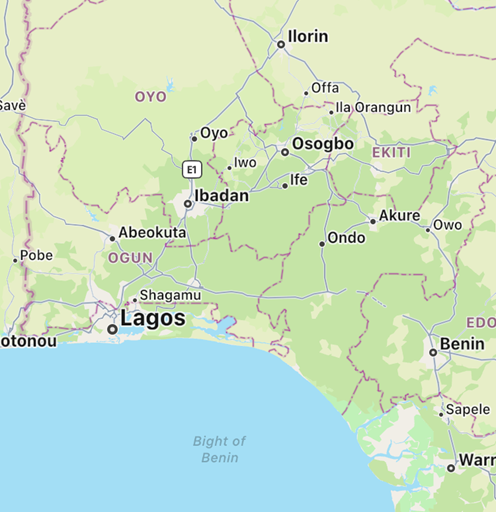 Ilorin
Offa
OYO
Ila Orangun
Savè
Oyo
Osogbo
EKITI
Iwo
E1
Ife
Ibadan
Akure
Owo
Abeokuta
Ondo
Pobe
OGUN
Shagamu
Lagos
EDO
otonou
Benin
Sapele
Bight of
Benin
Warr